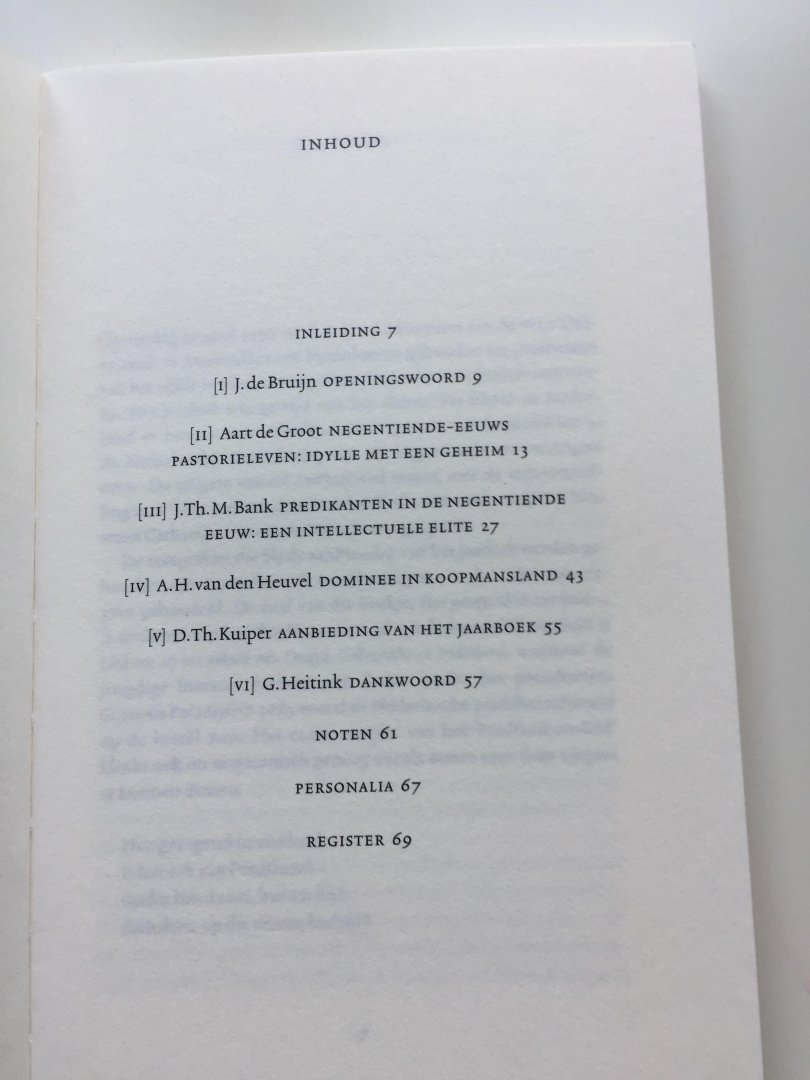 INHOUD
INLEIDING 7
[I] J. de Bruijn OPENINGSWOORD 9
[II] Aart de Groot NEGENTIENDE-EEUWS
PASTORIELEVEN: IDYLLE MET EEN GEHEIM 13
[III] J.Th.M. Bank PREDIKANTEN IN DE NEGENTIENDE
EEUW: EEN INTELLECTUELE ELITE 27
[IV] A.H. van den Heuvel DOMINEE IN KOOPMANSLAND 43
[V] D.Th. Kuiper AANBIEDING VAN HET JAARBOEK 55
[VI] G. Heitink DANKWOORD 57
NOTEN 61
PERSONALIA 67
REGISTER 69